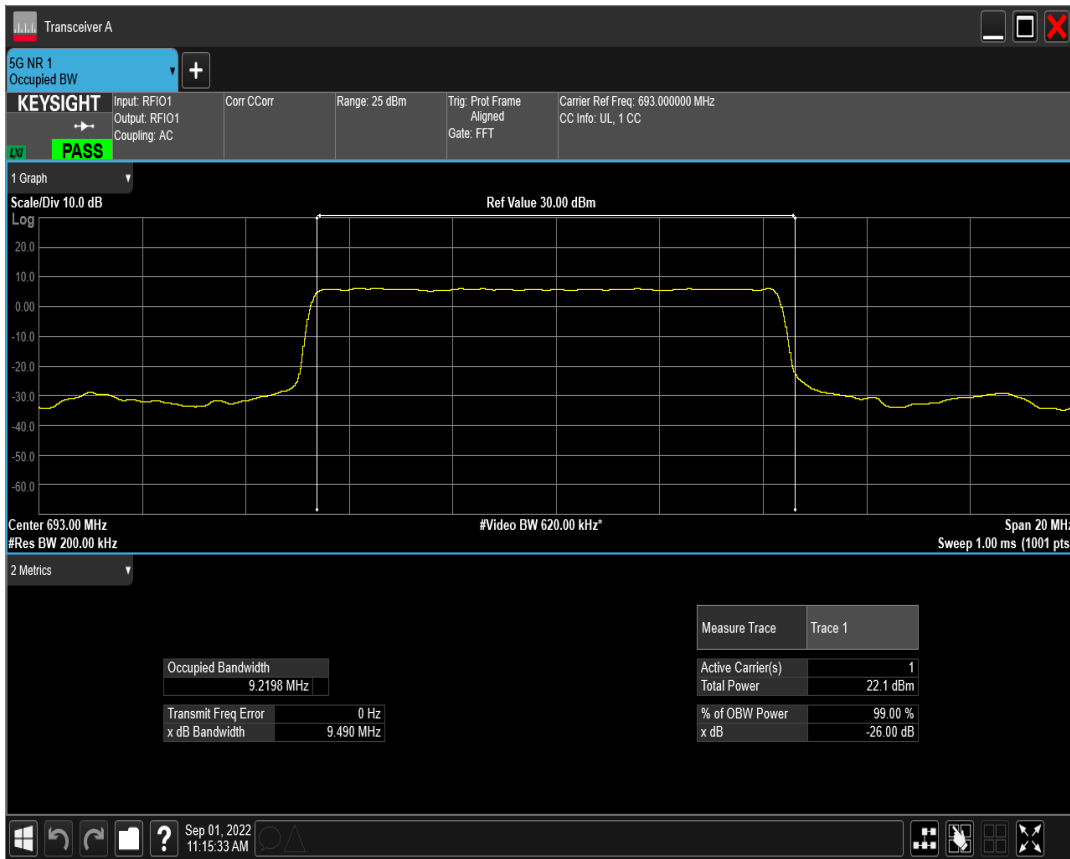 Transceiver A
5G NR 1
Occupied BW
KEYSIGHT
Input: RFIO1
Output: RFIO1
Coupling: AC
Corr CCorr
Range: 25 dBm
Trig: Prot Frame
Aligned
Gate: FFT
Carrier Ref Freq: 693.000000 MHz
CC Info: UL, 1 CC
LXI
PASS
1 Graph
Scale/Div 10.0 dB
Ref Value 30.00 dBm
Log
20.0
10.0
0.00
-10.0
-20.0
-30.0
-40.0
-50.0
-60.0
Center 693.00 MHz
#Video BW 620.00 kHz*
Span 20 MHz
#Res BW 200.00 kHz
Sweep 1.00 ms (1001 pts
2 Metrics
Measure Trace Trace 1
Occupied Bandwidth
9.2198 MHz
Active Carrier(s) 1
Total Power 22.1 dBm
Transmit Freq Error 0 Hz
x dB Bandwidth 9.490 MHz
% of OBW Power 99.00 %
x dB -26.00 dB
?
Sep 01, 2022
11:15:33 AM